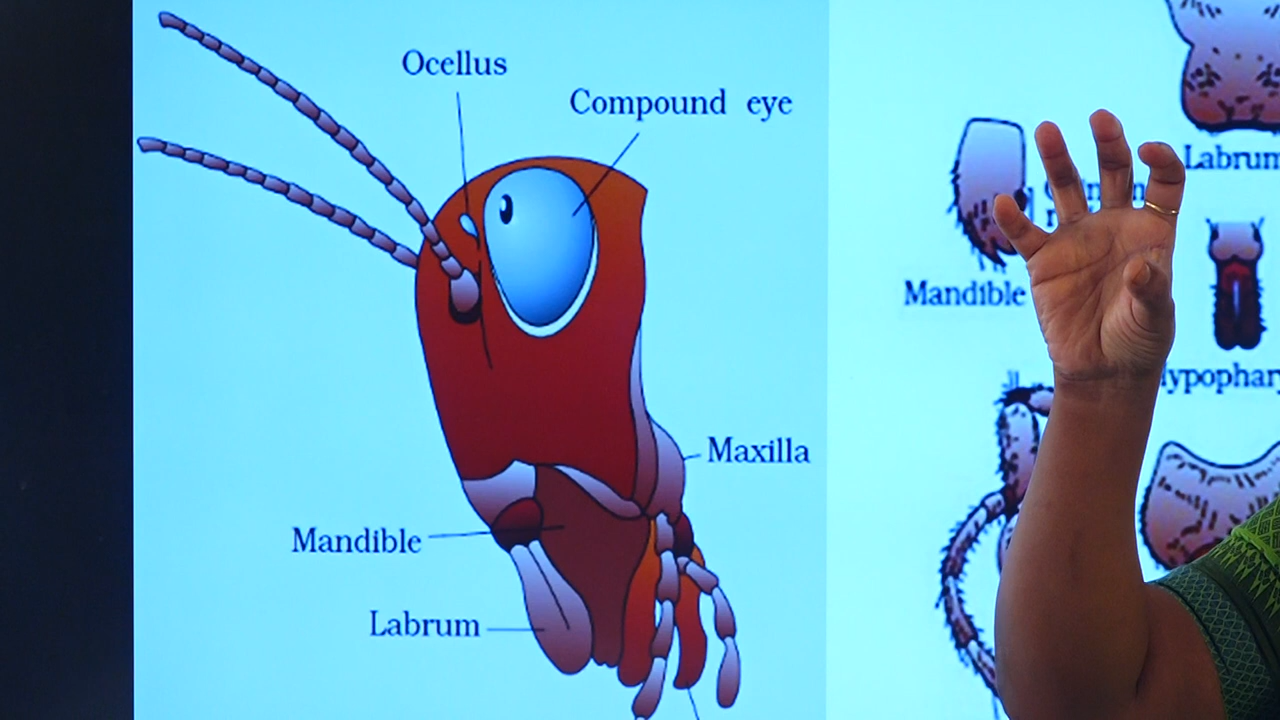 Ocellus
Compound eye
Maxilla
Mandible
Labrum
Labrum
Mandible